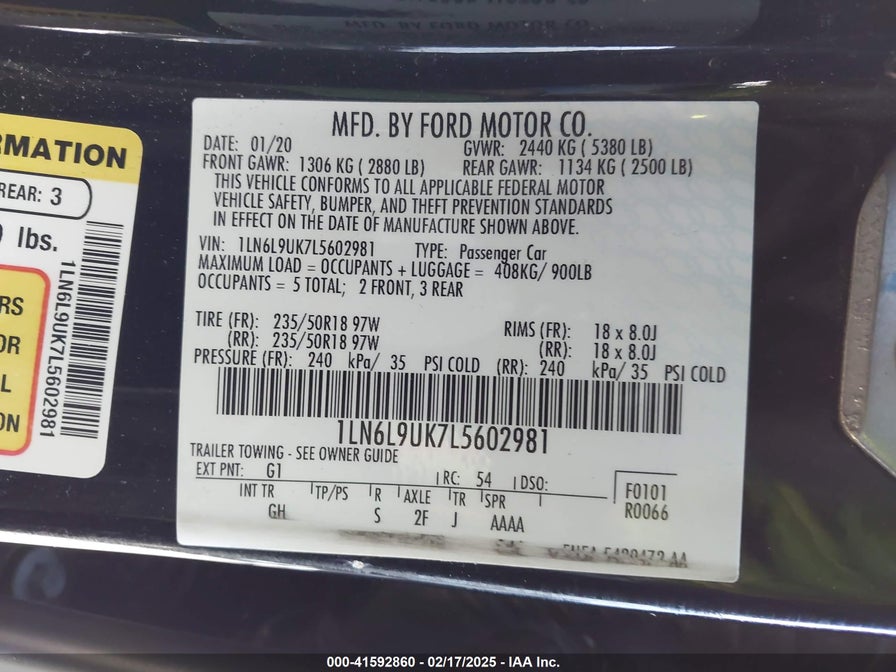 MFD. BY FORD MOTOR CO.
DATE: 01/20 GVWR: 2440 KG ( 5380 LB)
FRONT GAWR: 1306 KG ( 2880 LB) REAR GAWR: 1134 KG ( 2500 LB)
THIS VEHICLE CONFORMS TO ALL APPLICABLE FEDERAL MOTOR
VEHICLE SAFETY, BUMPER, AND THEFT PREVENTION STANDARDS
IN EFFECT ON THE DATE OF MANUFACTURE SHOWN ABOVE.
VIN: 1LN6L9UK7L5602981 TYPE: Passenger Car
MAXIMUM LOAD = OCCUPANTS + LUGGAGE = 408KG/ 900LB
OCCUPANTS = 5 TOTAL; 2 FRONT, 3 REAR
TIRE (FR): 235/50R18 97W RIMS (FR): 18 x 8.0J
(RR): 235/50R18 97W (RR): 18 x 8.0J
PRESSURE (FR): 240 kPa/ 35 PSI COLD (RR): 240 kPa/ 35 PSI COLD
1LN6L9UK7L5602981
TRAILER TOWING - SEE OWNER GUIDE
EXT PNT: G1 RC: 54 DSO:
INT TR TP/PS R AXLE TR SPR
GH S 2F J AAAA
F0101
R0066
RMATION
REAR: 3
lbs.
RS
OR
L
ON
1LN6L9UK7L5602981
000-41592860 - 02/17/2025 - IAA Inc.